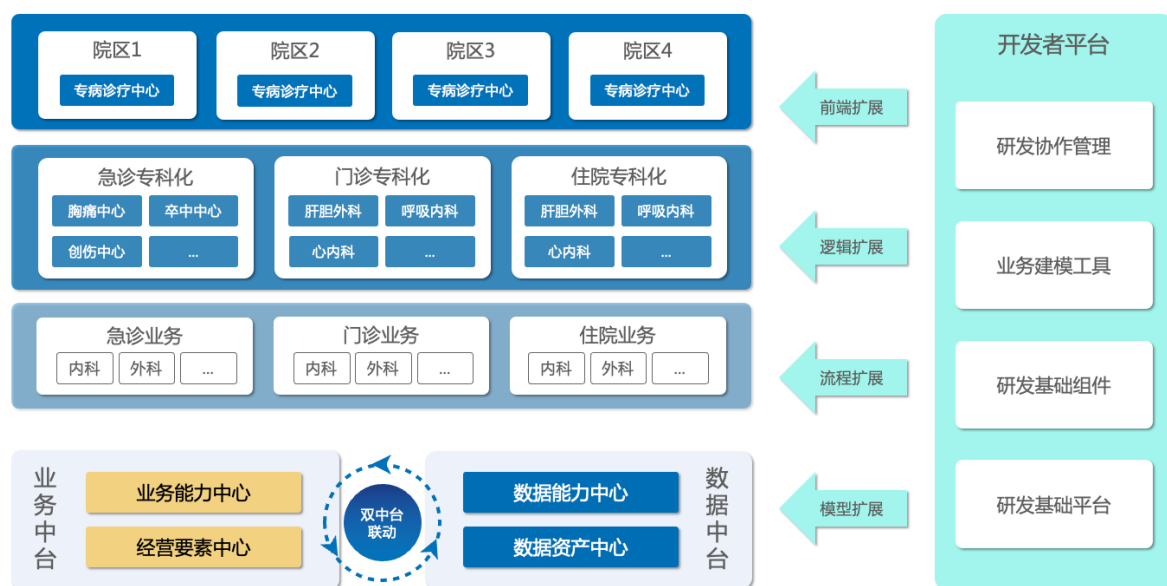 院区1
院区2
院区3
院区4
专病诊疗中心
专病诊疗中心
专病诊疗中心
专病诊疗中心
急诊专科化
胸痛中心
卒中中心
创伤中心
...
门诊专科化
肝胆外科
呼吸内科
心内科
...
住院专科化
肝胆外科
呼吸内科
心内科
...
急诊业务
内科
外科
...
门诊业务
内科
外科
...
住院业务
内科
外科
...
业务中台
业务能力中心
经营要素中心
双中台
联动
数据能力中心
数据资产中心
数据中台
前端扩展
逻辑扩展
流程扩展
模型扩展
开发者平台
研发协作管理
业务建模工具
研发基础组件
研发基础平台